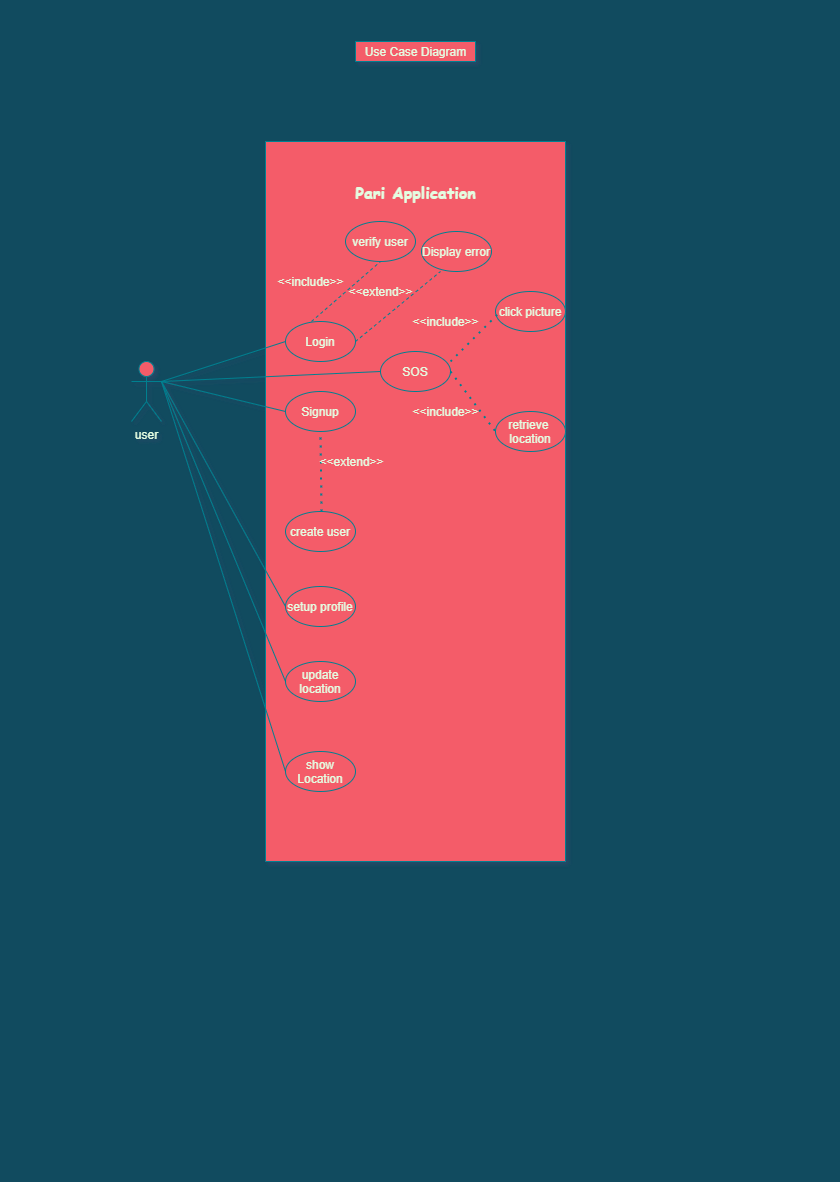 Use Case Diagram
Pari Application
verify user
Display error
<<include>>
<<extend>>
click picture
<<include>>
Login
SOS
Signup
<<include>>
retrieve
location
user
<<extend>>
create user
setup profile
update
location
show
Location